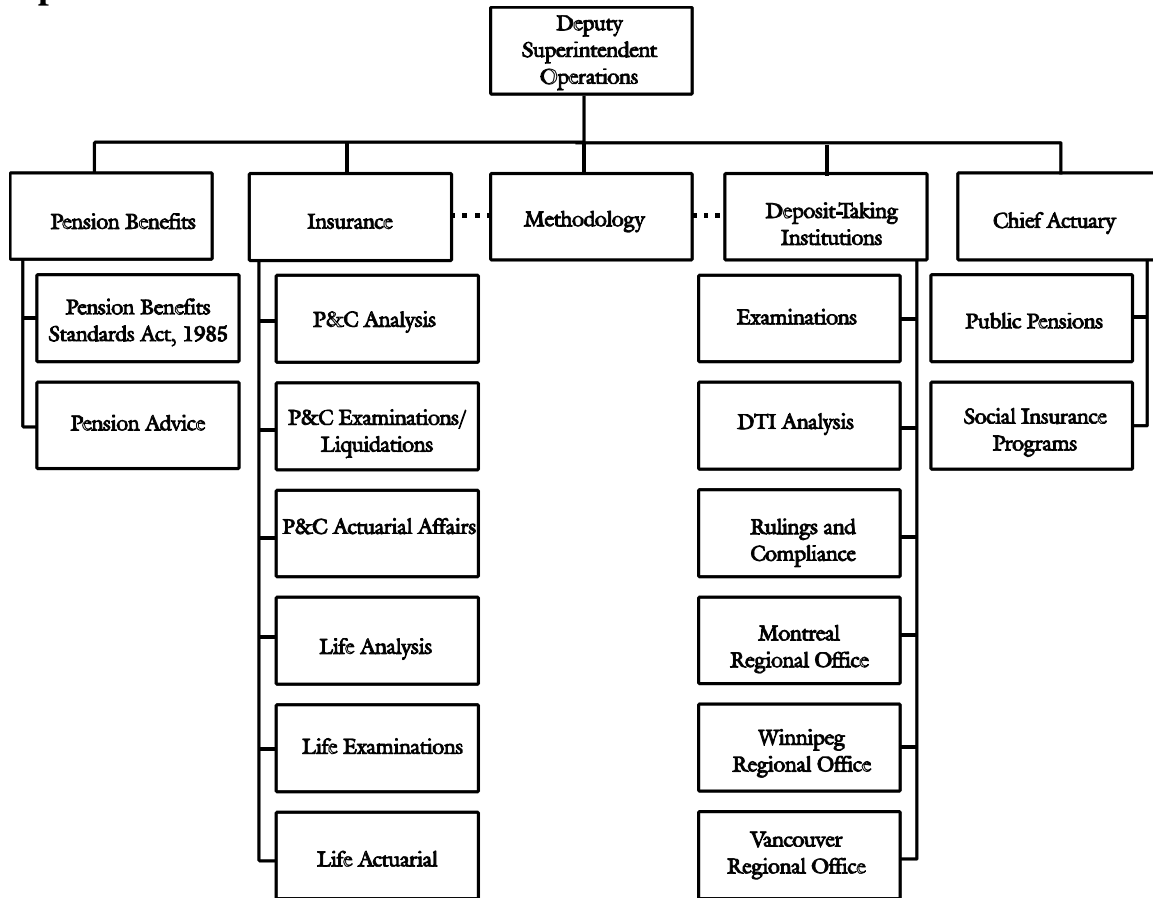 Deputy
Superintendent
Operations
Pension Benefits
Insurance
Methodology
Deposit-Taking
Institutions
Chief Actuary
Pension Benefits
Standards Act, 1985
Pension Advice
P&C Analysis
P&C Examinations/
Liquidations
P&C Actuarial Affairs
Life Analysis
Life Examinations
Life Actuarial
Examinations
DTI Analysis
Rulings and
Compliance
Montreal
Regional Office
Winnipeg
Regional Office
Vancouver
Regional Office
Public Pensions
Social Insurance
Programs